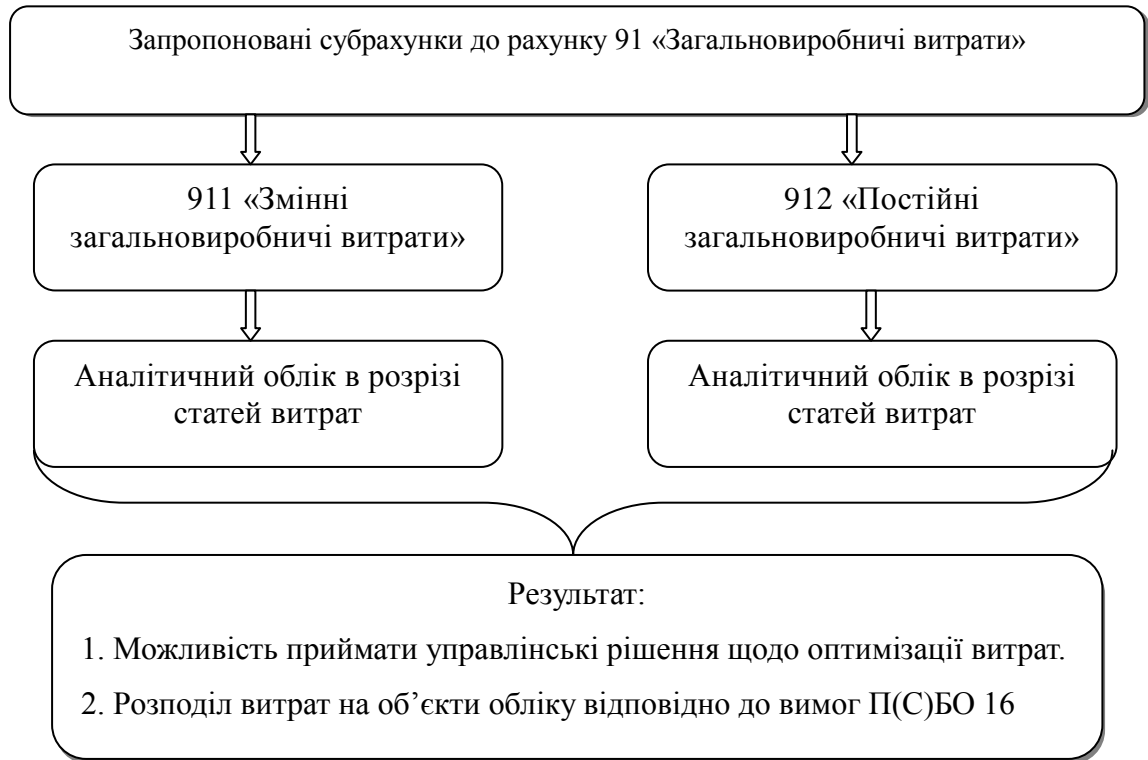 Запропоновані субрахунки до рахунку 91 «Загальновиробничі витрати»
911 «Змінні
загальновиробничі витрати»
912 «Постійні
загальновиробничі витрати»
Аналітичний облік в розрізі
статей витрат
Аналітичний облік в розрізі
статей витрат
Результат:
1. Можливість приймати управлінські рішення щодо оптимізації витрат.
2. Розподіл витрат на об’єкти обліку відповідно до вимог П(С)БО 16